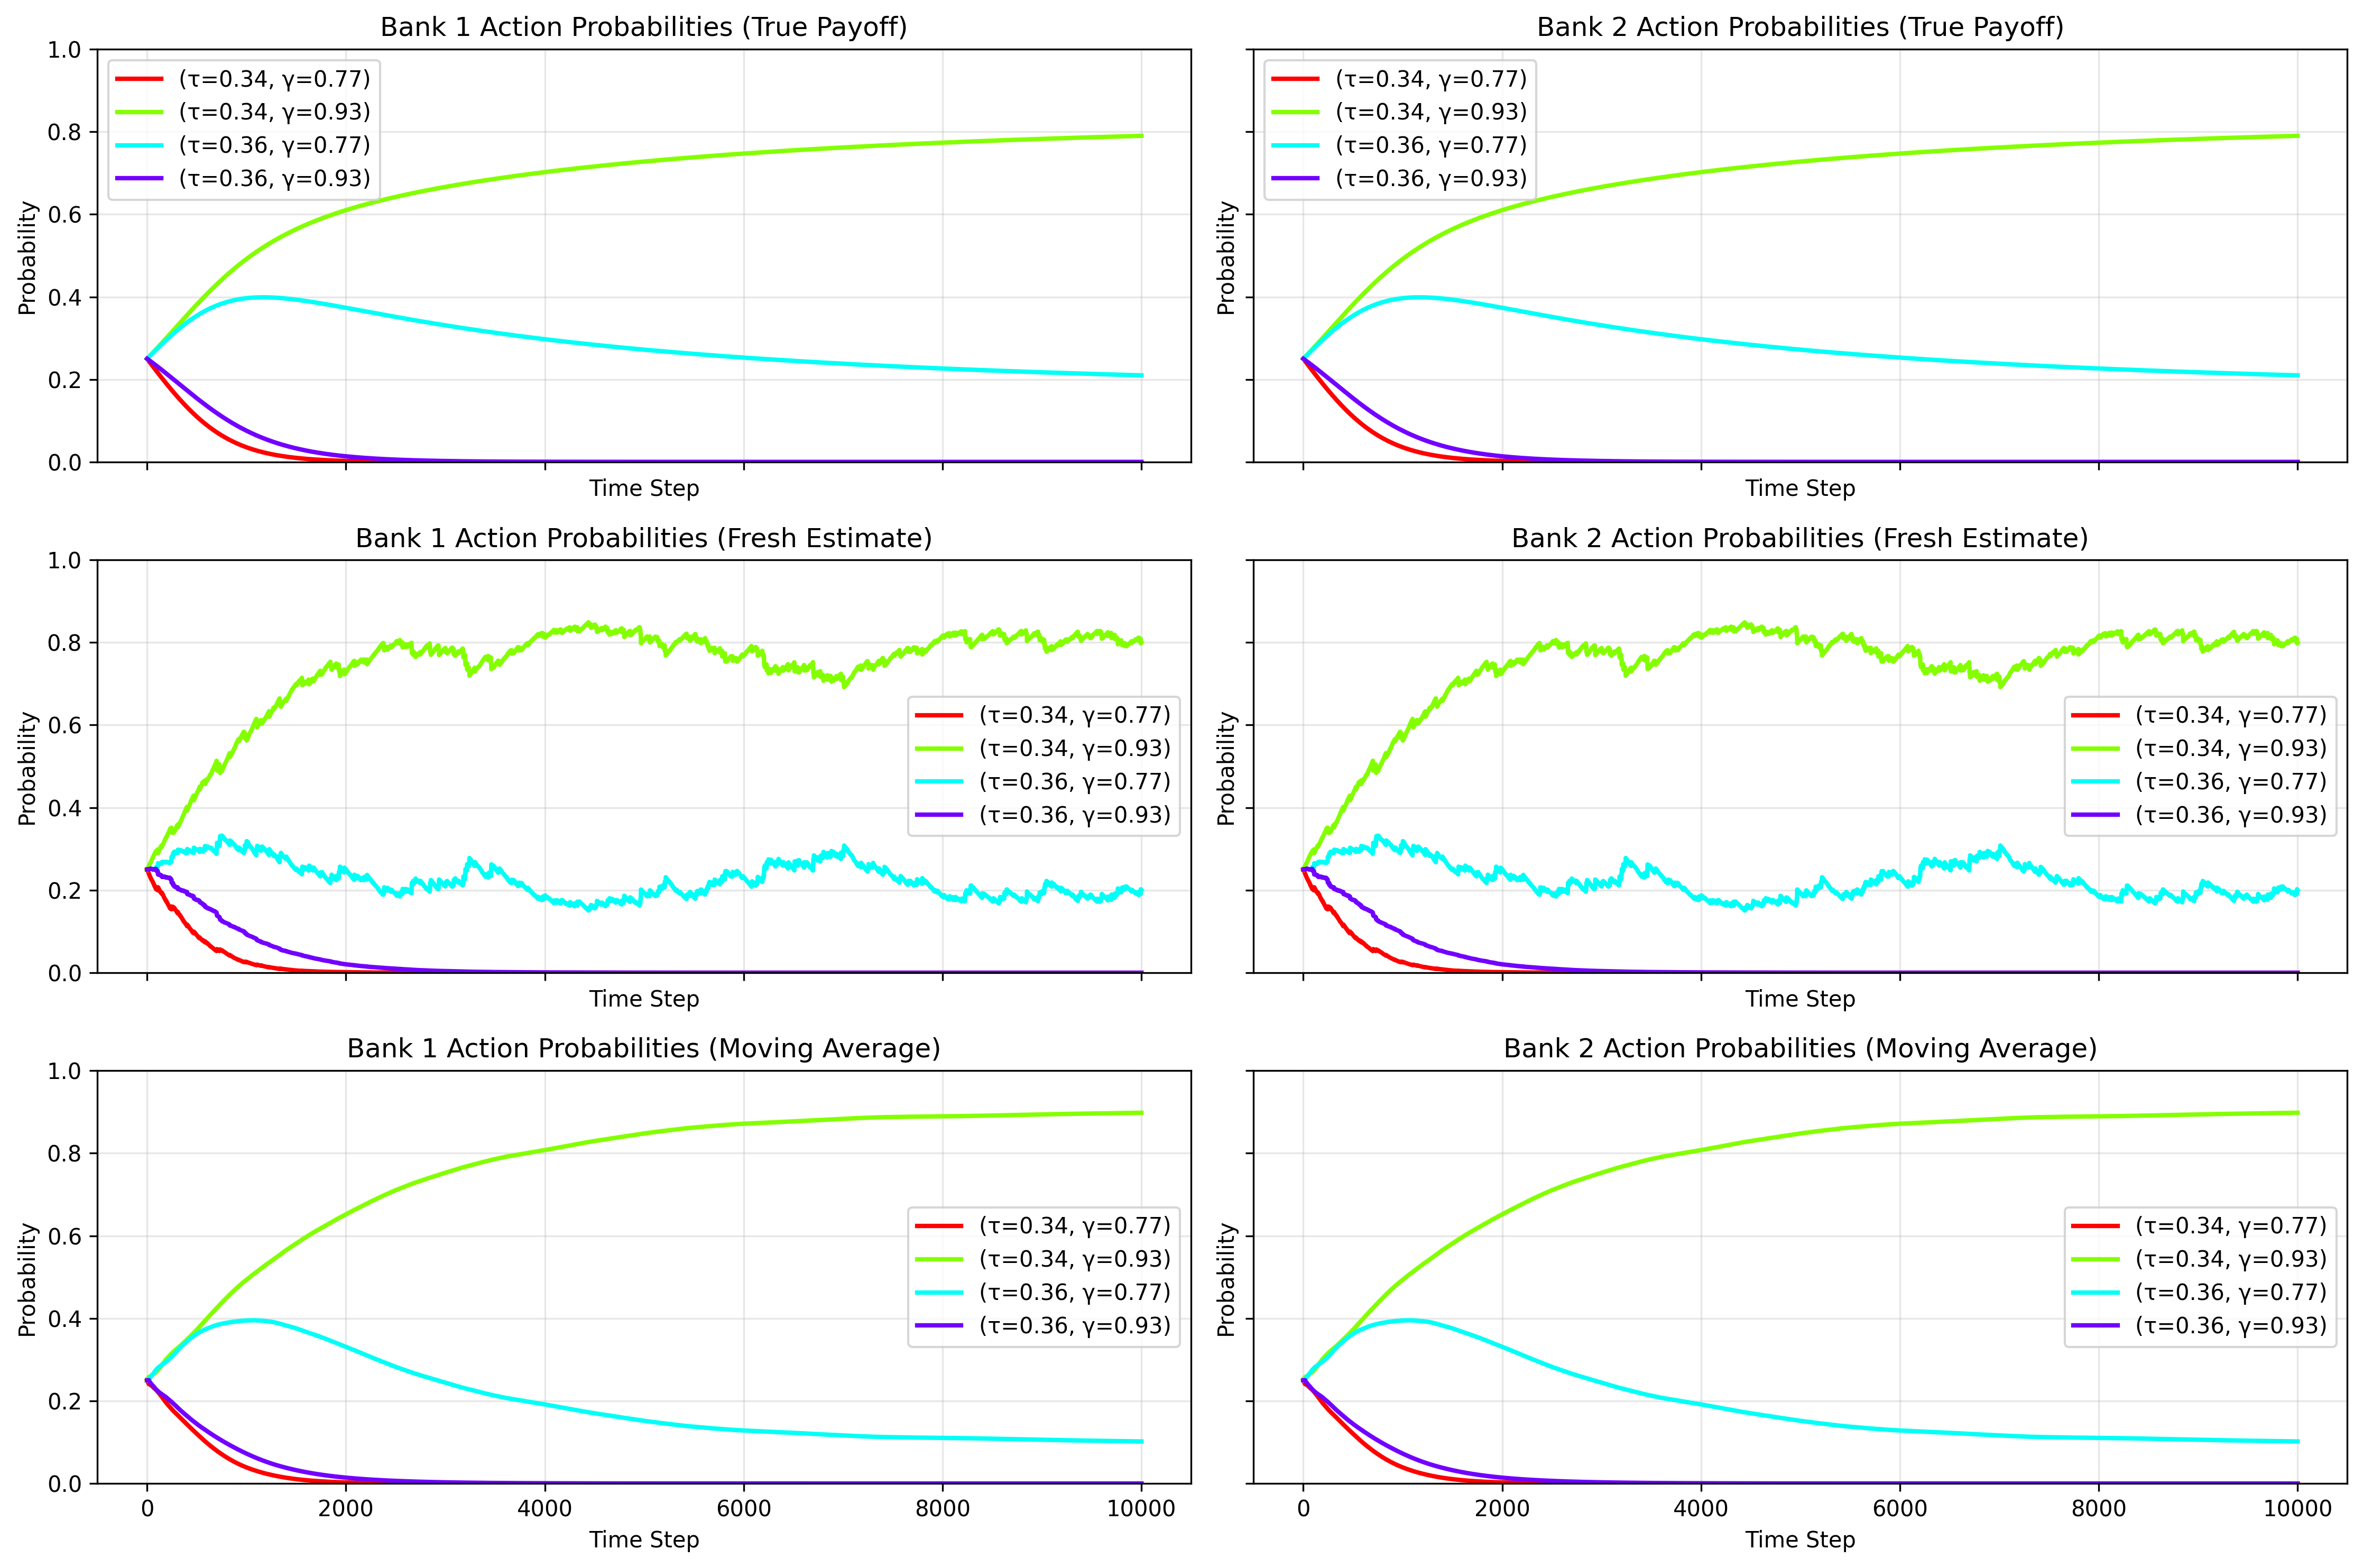 Bank 1 Action Probabilities (True Payoff)
1.0
0.8
0.6
0.4
0.2
0.0
Probability
(τ=0.34, γ=0.77)
(τ=0.34, γ=0.93)
(τ=0.36, γ=0.77)
(τ=0.36, γ=0.93)
Time Step
Bank 2 Action Probabilities (True Payoff)
Probability
(τ=0.34, γ=0.77)
(τ=0.34, γ=0.93)
(τ=0.36, γ=0.77)
(τ=0.36, γ=0.93)
Time Step
Bank 1 Action Probabilities (Fresh Estimate)
1.0
0.8
0.6
0.4
0.2
0.0
Probability
(τ=0.34, γ=0.77)
(τ=0.34, γ=0.93)
(τ=0.36, γ=0.77)
(τ=0.36, γ=0.93)
Time Step
Bank 2 Action Probabilities (Fresh Estimate)
Probability
(τ=0.34, γ=0.77)
(τ=0.34, γ=0.93)
(τ=0.36, γ=0.77)
(τ=0.36, γ=0.93)
Time Step
Bank 1 Action Probabilities (Moving Average)
1.0
0.8
0.6
0.4
0.2
0.0
Probability
(τ=0.34, γ=0.77)
(τ=0.34, γ=0.93)
(τ=0.36, γ=0.77)
(τ=0.36, γ=0.93)
0 2000 4000 6000 8000 10000
Time Step
Bank 2 Action Probabilities (Moving Average)
Probability
(τ=0.34, γ=0.77)
(τ=0.34, γ=0.93)
(τ=0.36, γ=0.77)
(τ=0.36, γ=0.93)
0 2000 4000 6000 8000 10000
Time Step